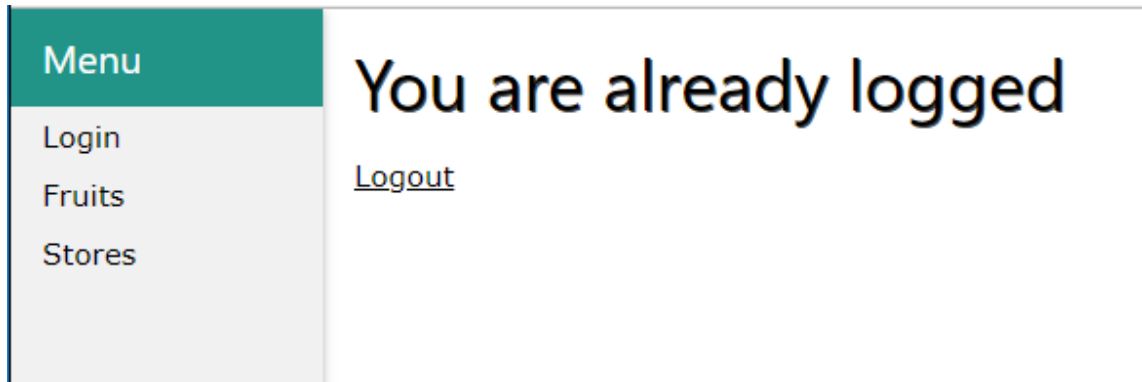 Menu
Login
Fruits
Stores
You are already logged
Logout